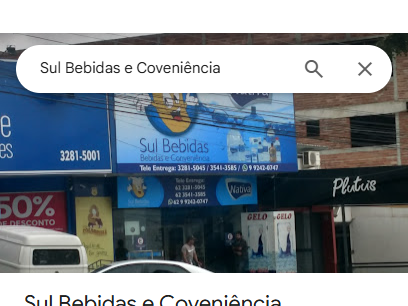 Sul Bebidas e Coveniência
e
es
3281-5001
Sul Bebidas
Bebidas e Conveniência
Tele Entrega: 3281-5045 / 3541-3585 / 9 9242-0747
Nativa
Tele Entrega:
62 3281-5045
62 3541-3585
62 9 9242-0747
Nativa
50%
DE DESCONTO
GELO
GELO
Plutus
Sul Bebidas e Coveniência